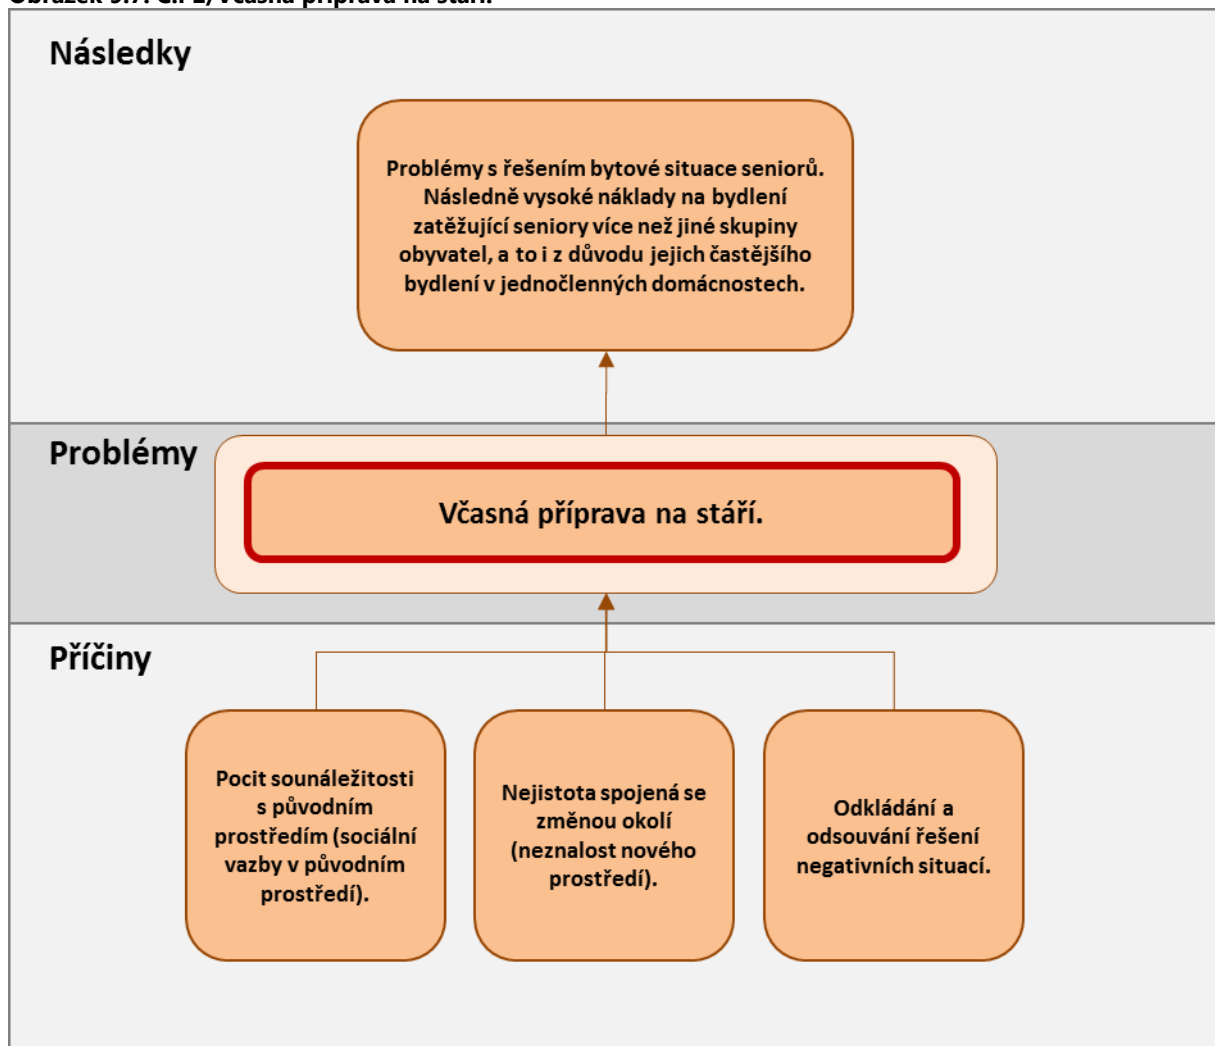 Následky
Problémy s řešením bytové situace seniorů.
Následně vysoké náklady na bydlení
zatěžující seniory více než jiné skupiny
obyvatel, a to i z důvodu jejich častějšího
bydlení v jednočlenných domácnostech.
Problémy
Včasná příprava na stáří.
Příčiny
Pocit sounáležitosti
s původním
prostředím (sociální
vazby v původním
prostředí).
Nejistota spojená se
změnou okolí
(neznalost nového
prostředí).
Odkládání a
odsouvání řešení
negativních situací.